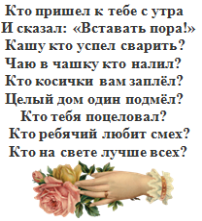 Кто пришел к тебе с утра
И сказал: «Вставать пора!»
Кашу кто успел сварить?
Чаю в чашку кто налил?
Кто косички вам заплёл?
Целый дом один подмёл?
Кто тебя поцеловал?
Кто ребячий любит смех?
Кто на свете лучше всех?